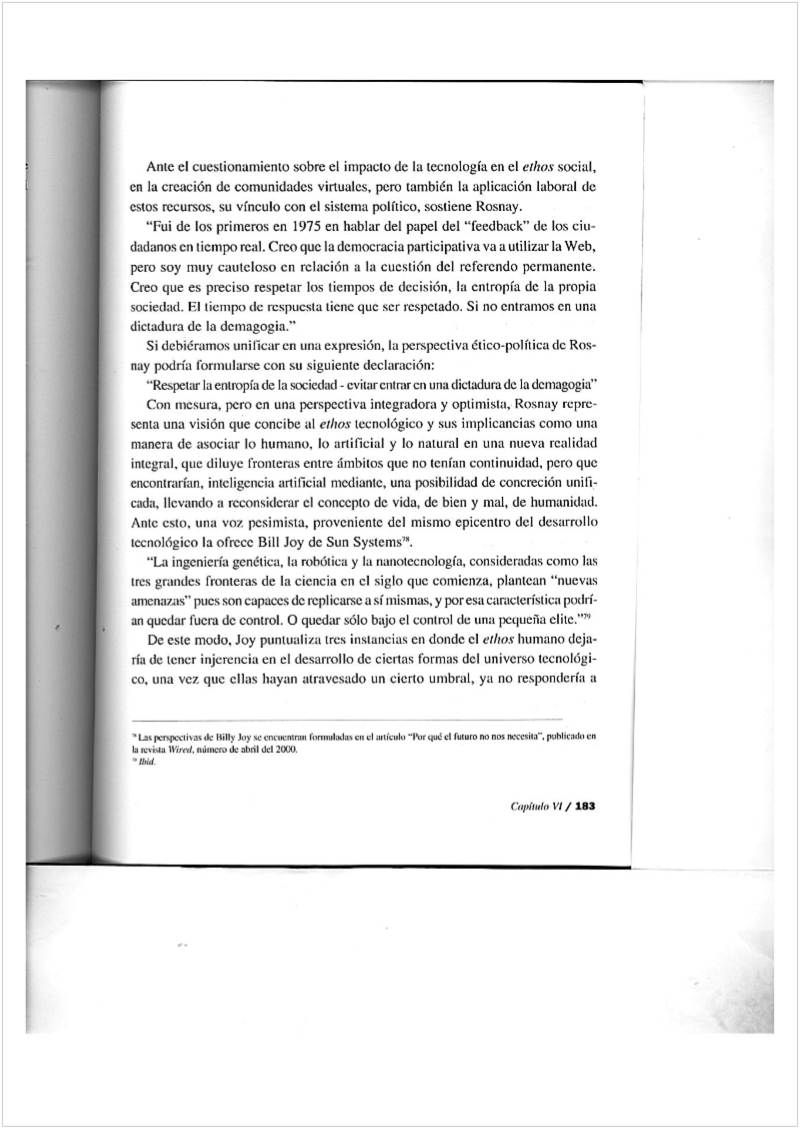 Ante el cuestionamiento sobre el impacto de la tecnología en el ethos social,
en la creación de comunidades virtuales, pero también la aplicación laboral de
estos recursos, su vínculo con el sistema político, sostiene Rosnay.
“Fui de los primeros en 1975 en hablar del papel del “feedback” de los ciu-
dadanos en tiempo real. Creo que la democracia participativa va a utilizar la Web,
pero soy muy cauteloso en relación a la cuestión del referendo permanente.
Creo que es preciso respetar los tiempos de decisión, la entropía de la propia
sociedad. El tiempo de respuesta tiene que ser respetado. Si no entramos en una
dictadura de la demagogia.”
Si debiéramos unificar en una expresión, la perspectiva ético-política de Ros-
nay podría formularse con su siguiente declaración:
“Respetar la entropía de la sociedad - evitar entrar en una dictadura de la demagogia”
Con mesura, pero en una perspectiva integradora y optimista, Rosnay repre-
senta una visión que concibe al ethos tecnológico y sus implicancias como una
manera de asociar lo humano, lo artificial y lo natural en una nueva realidad
integral, que diluye fronteras entre ámbitos que no tenían continuidad, pero que
encontrarían, inteligencia artificial mediante, una posibilidad de concreción unifi-
cada, llevando a reconsiderar el concepto de vida, de bien y mal, de humanidad.
Ante esto, una voz pesimista, proveniente del mismo epicentro del desarrollo
tecnológico la ofrece Bill Joy de Sun Systems⁷⁸.
“La ingeniería genética, la robótica y la nanotecnología, consideradas como las
tres grandes fronteras de la ciencia en el siglo que comienza, plantean “nuevas
amenazas” pues son capaces de replicarse a sí mismas, y por esa característica podrí-
an quedar fuera de control. O quedar sólo bajo el control de una pequeña elite.”⁷⁹
De este modo, Joy puntualiza tres instancias en donde el ethos humano deja-
ría de tener injerencia en el desarrollo de ciertas formas del universo tecnológi-
co, una vez que ellas hayan atravesado un cierto umbral, ya no respondería a
⁷⁸ Las perspectivas de Billy Joy se encuentran formuladas en el artículo “Por qué el futuro no nos necesita”, publicado en
la revista Wired, número de abril del 2000.
⁷⁹ Ibid.
Capítulo VI / 183